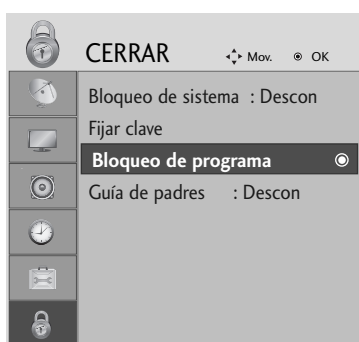 CERRAR Mov. OK
Bloqueo de sistema : Descon
Fijar clave
Bloqueo de programa
Guía de padres : Descon